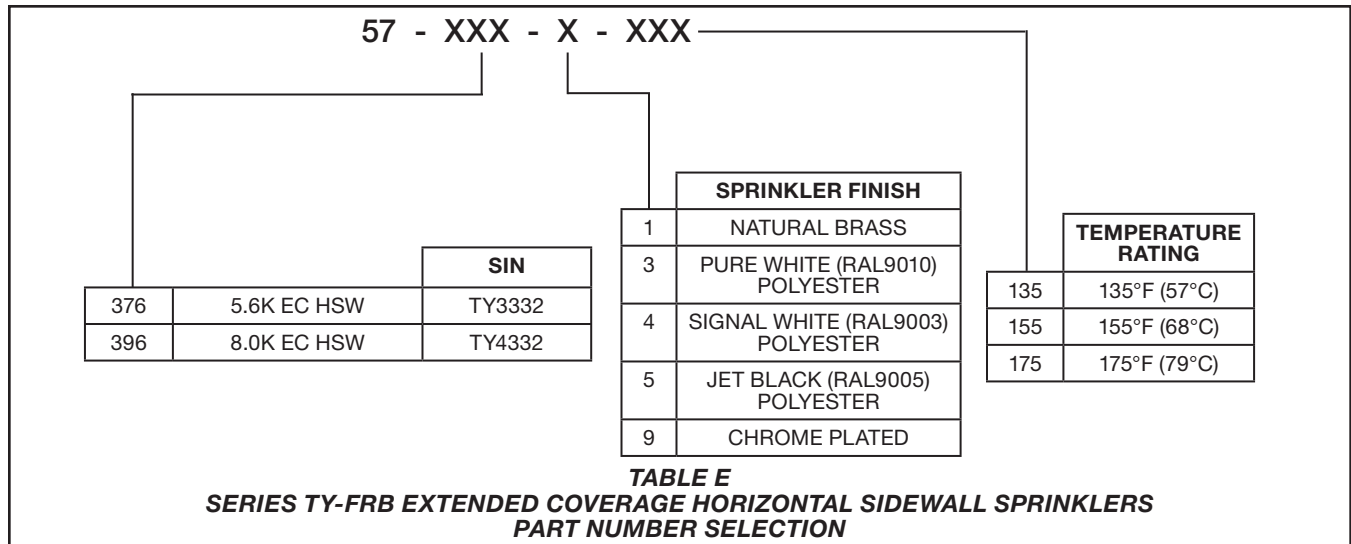 57 - XXX - X - XXX
SIN
376 5.6K EC HSW TY3332
396 8.0K EC HSW TY4332
SPRINKLER FINISH
1 NATURAL BRASS
3 PURE WHITE (RAL9010)
POLYESTER
4 SIGNAL WHITE (RAL9003)
POLYESTER
5 JET BLACK (RAL9005)
POLYESTER
9 CHROME PLATED
TEMPERATURE
RATING
135 135°F (57°C)
155 155°F (68°C)
175 175°F (79°C)
TABLE E
SERIES TY-FRB EXTENDED COVERAGE HORIZONTAL SIDEWALL SPRINKLERS
PART NUMBER SELECTION